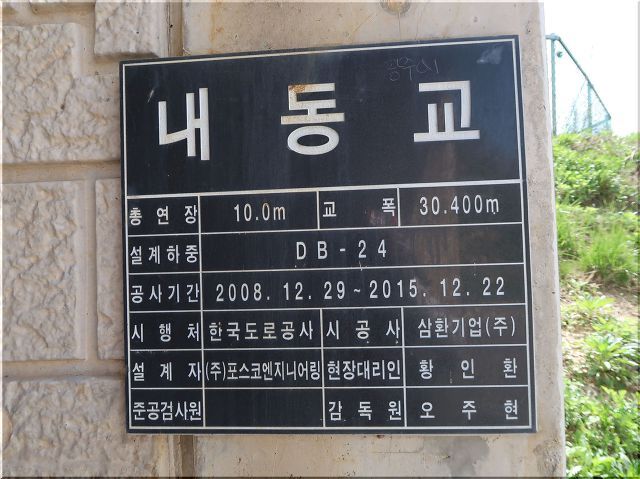 내동교
총연장 10.0m 교폭 30.400m
설계하중 DB-24
공사기간 2008. 12. 29~2015. 12. 22
시행처 한국도로공사 시공사 삼환기업(주)
설계자 (주)포스코엔지니어링 현장대리인 황인환
준공검사원 감독원 오주현